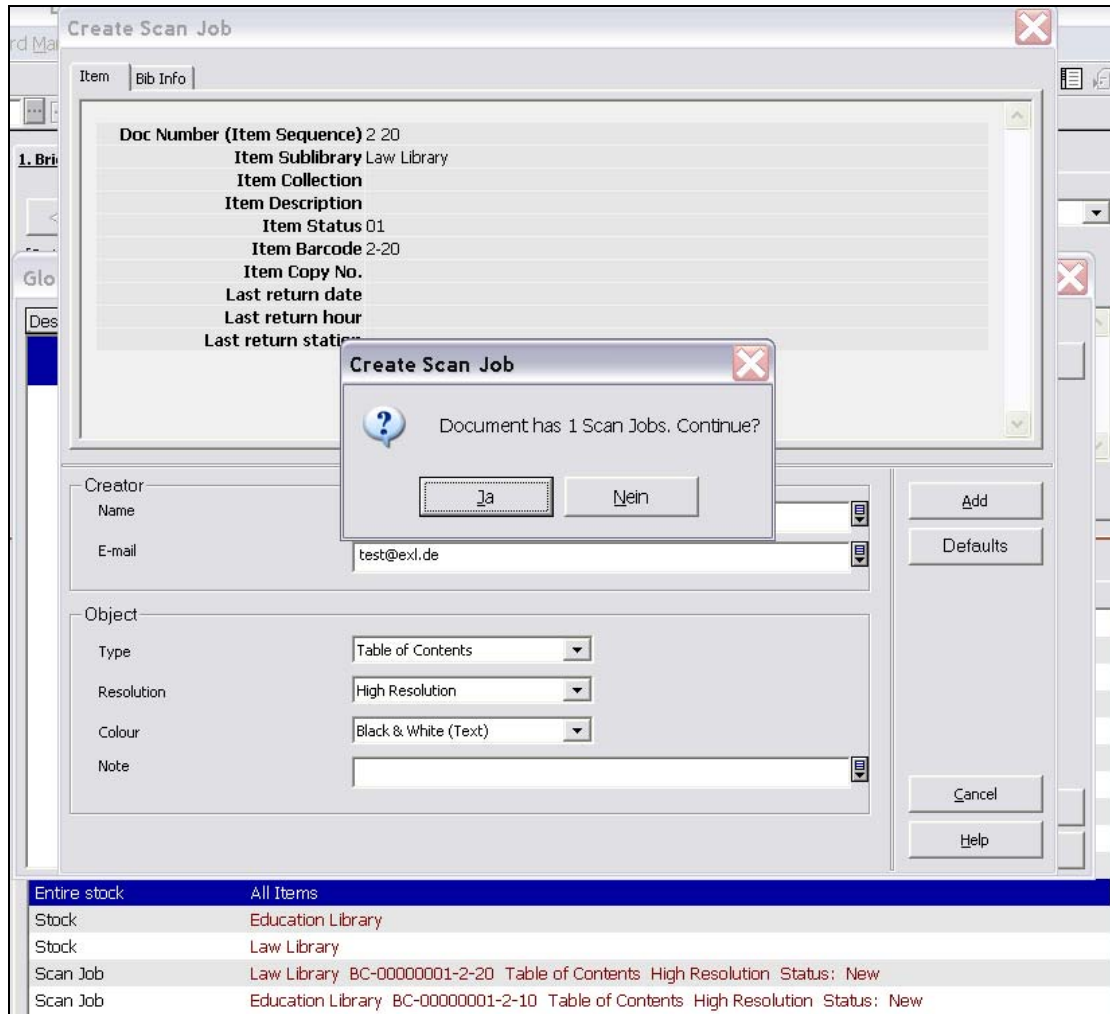 Create Scan Job
rd Ma
Item Bib Info
1. Bri
Doc Number (Item Sequence) 2 20
Item Sublibrary Law Library
Item Collection
Item Description
Item Status 01
Item Barcode 2-20
Item Copy No.
Last return date
Last return hour
Last return station
Glo
Des
Create Scan Job
Document has 1 Scan Jobs. Continue?
Ja Nein
Creator
Name
E-mail test@exl.de
Add
Defaults
Object
Type Table of Contents
Resolution High Resolution
Colour Black & White (Text)
Note
Cancel
Help
Entire stock All Items
Stock Education Library
Stock Law Library
Scan Job Law Library BC-00000001-2-20 Table of Contents High Resolution Status: New
Scan Job Education Library BC-00000001-2-10 Table of Contents High Resolution Status: New